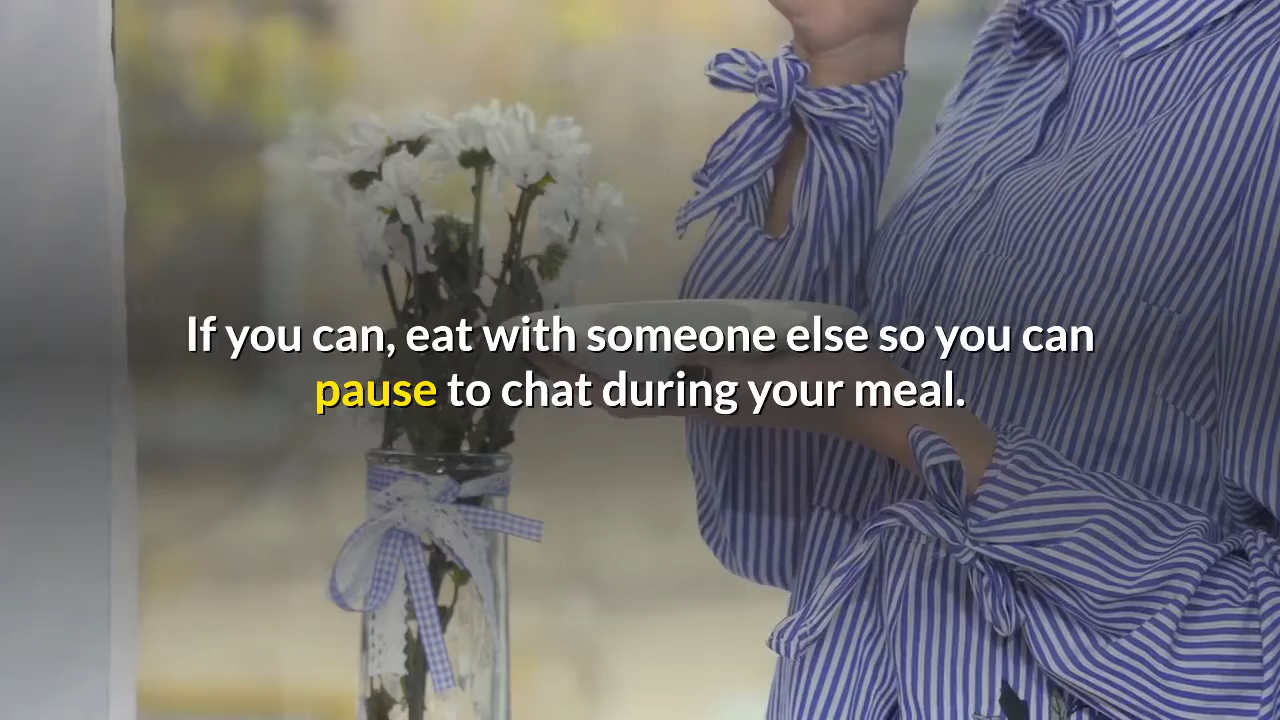 If you can, eat with someone else so you can
pause to chat during your meal.